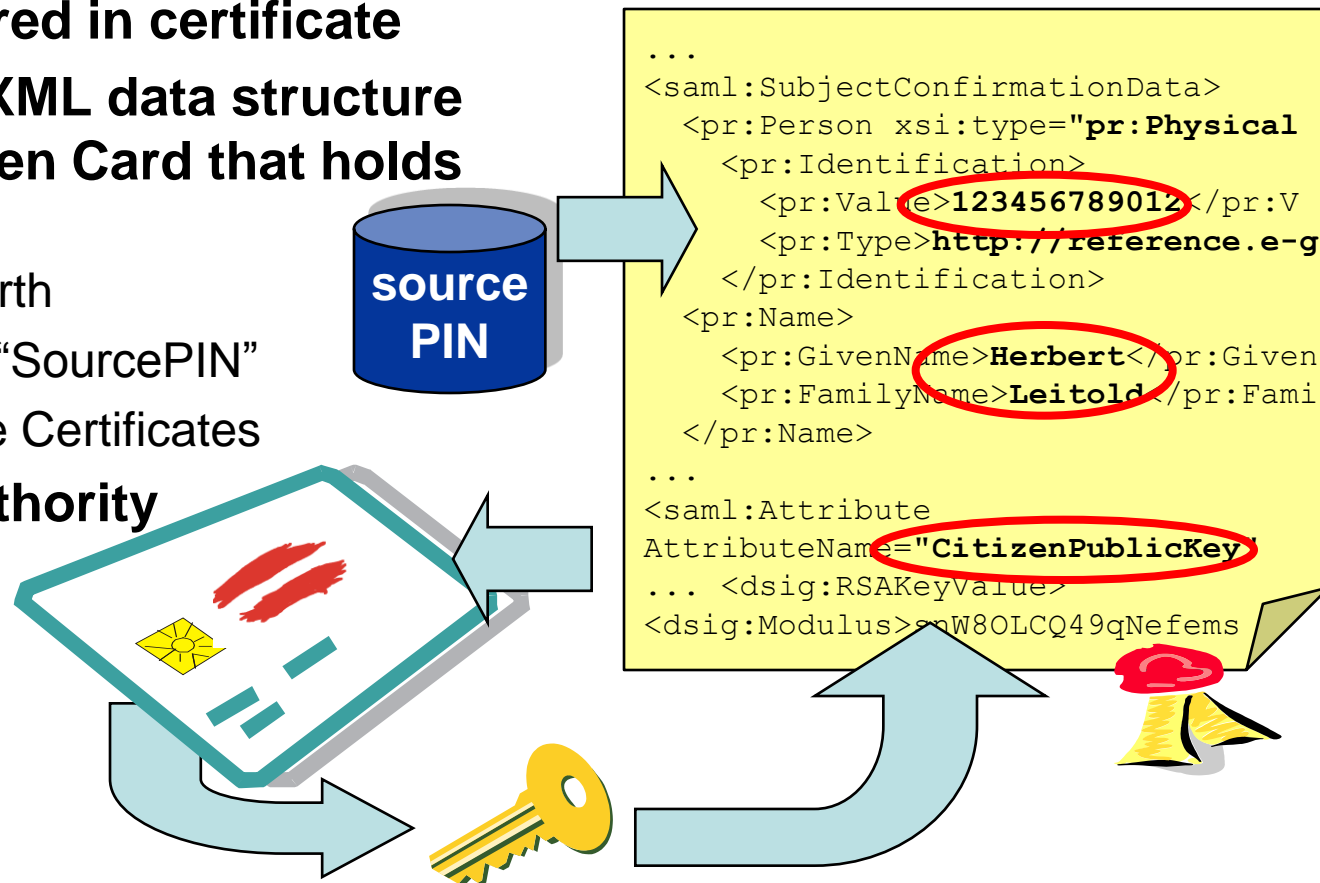 red in certificate
XML data structure
en Card that holds
rth
“SourcePIN”
e Certificates
thority
source
PIN
...
<saml:SubjectConfirmationData>
<pr:Person xsi:type="pr:Physical
<pr:Identification>
<pr:Value>123456789012</pr:V
<pr:Type>http://reference.e-g
</pr:Identification>
<pr:Name>
<pr:GivenName>Herbert</pr:Given
<pr:FamilyName>Leitold</pr:Fami
</pr:Name>
...
<saml:Attribute
AttributeName="CitizenPublicKey"
... <dsig:RSAKeyValue>
<dsig:Modulus>snW8OLCQ49qNefems